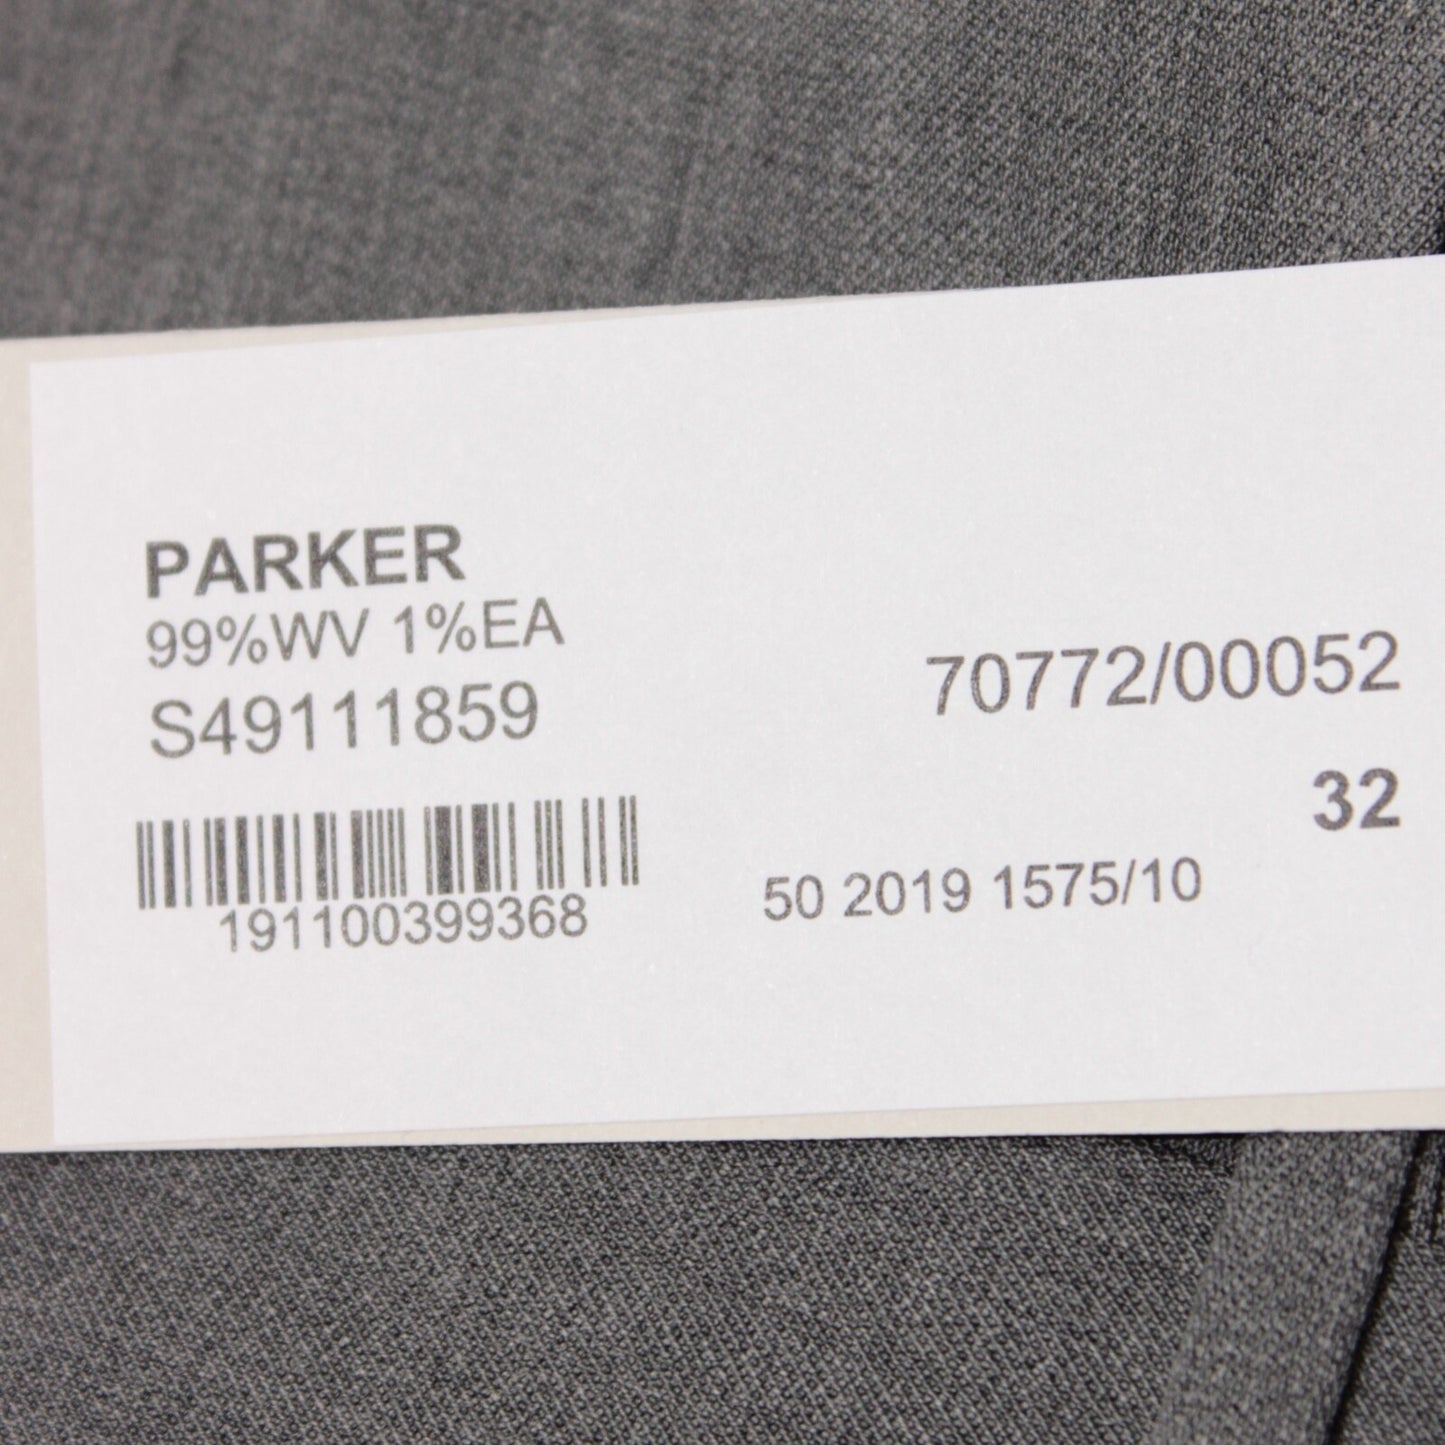 PARKER
99%WV 1%EA
S49111859
70772/00052
32
191100399368
50 2019 1575/10